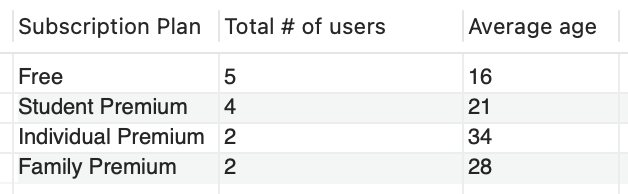 Subscription Plan Total # of users Average age
Free 5 16
Student Premium 4 21
Individual Premium 2 34
Family Premium 2 28